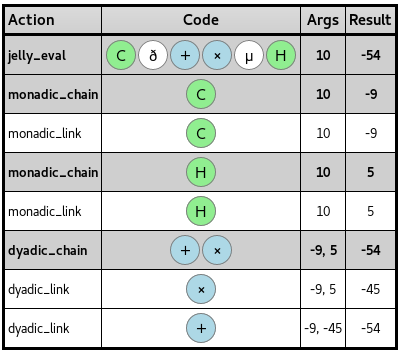 Action Code Args Result
jelly_eval C ð + × µ H 10 -54
monadic_chain C 10 -9
monadic_link C 10 -9
monadic_chain H 10 5
monadic_link H 10 5
dyadic_chain + × -9, 5 -54
dyadic_link × -9, 5 -45
dyadic_link + -9, -45 -54